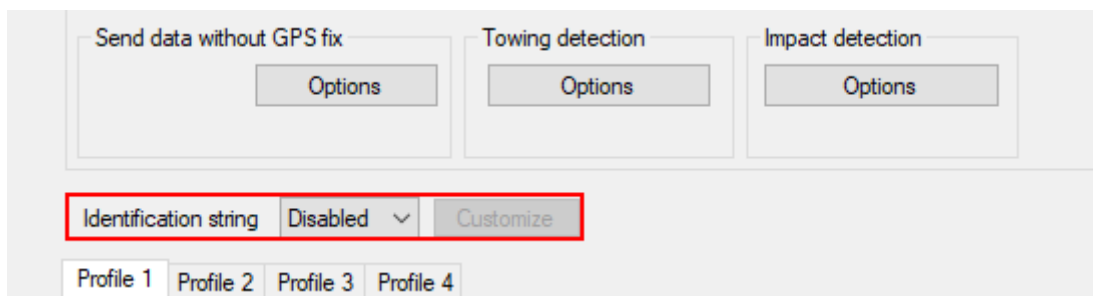 Send data without GPS fix
Towing detection
Impact detection
Options
Options
Options
Identification string
Disabled
Customize
Profile 1
Profile 2
Profile 3
Profile 4